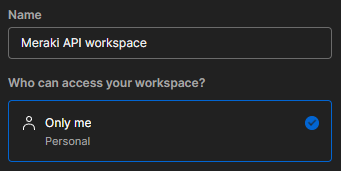 Name
Meraki API workspace
Who can access your workspace?
Only me
Personal